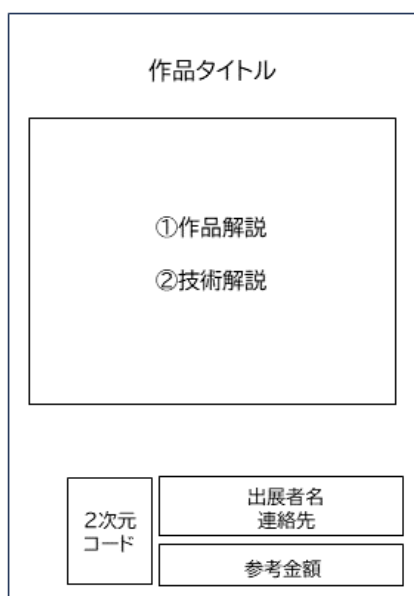 作品タイトル
①作品解説
②技術解説
2次元
コード
出展者名
連絡先
参考金額